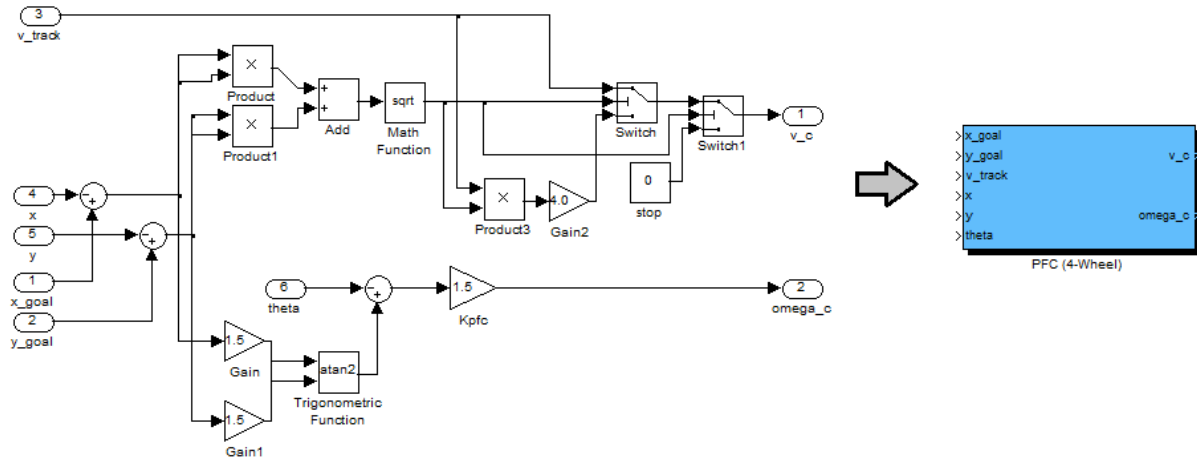 3
v_track
×
Product
×
Product1
+
+
Add
sqrt
Math
Function
Switch
Switch1
1
v_c
0
stop
×
Product3
4.0
Gain2
4
x
5
y
1
x_goal
2
y_goal
−
+
−
+
6
theta
−
+
1.5
Kpfc
2
omega_c
1.5
Gain
1.5
Gain1
atan2
Trigonometric
Function
x_goal
y_goal
v_track
x
y
theta
v_c
omega_c
PFC (4-Wheel)